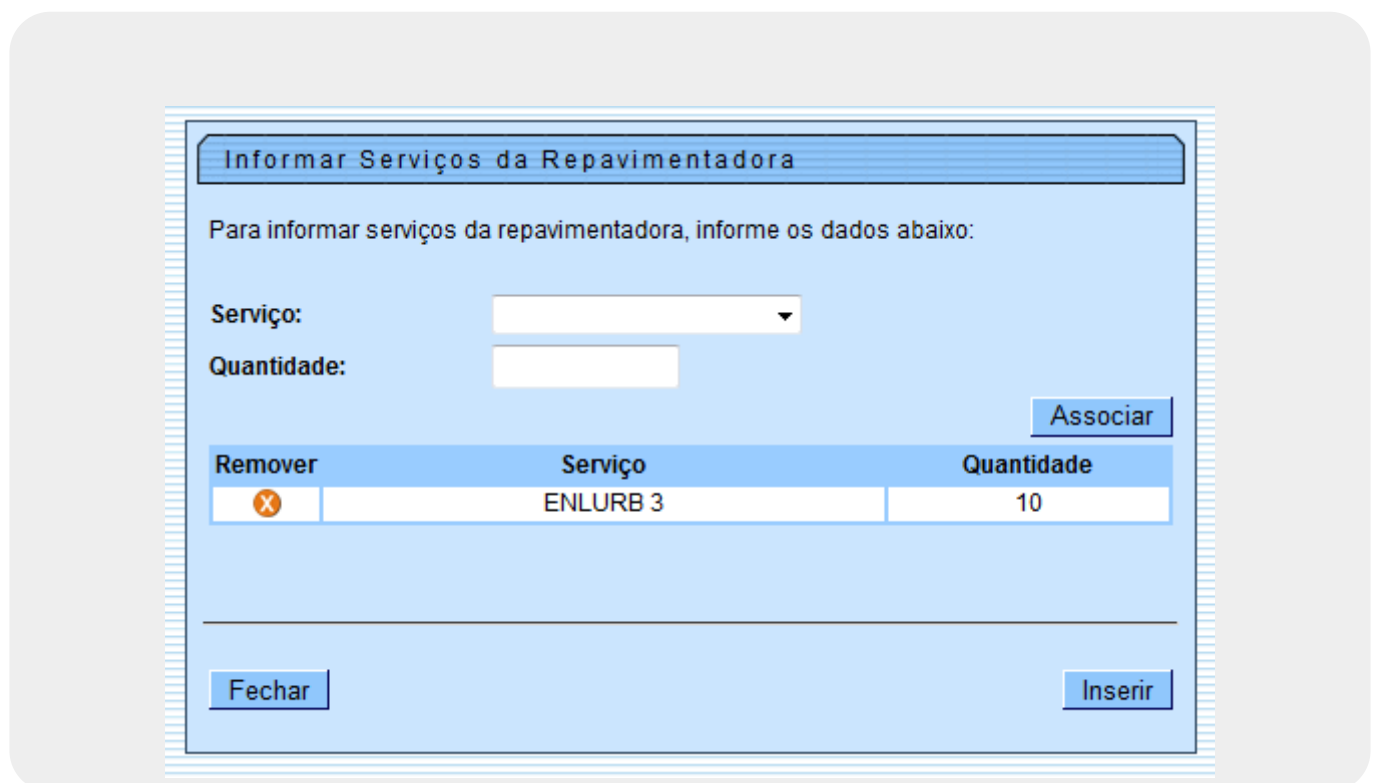 Informar Serviços da Repavimentadora
Para informar serviços da repavimentadora, informe os dados abaixo:
Serviço:
Quantidade:
Associar
Remover Serviço Quantidade
ENLURB 3 10
Fechar Inserir